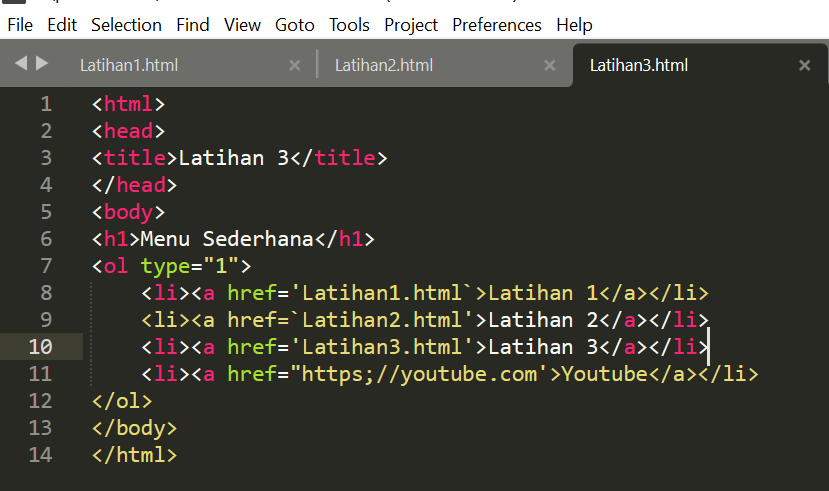 File Edit Selection Find View Goto Tools Project Preferences Help
Latihan1.html × Latihan2.html × Latihan3.html ×
1 <html>
2 <head>
3 <title>Latihan 3</title>
4 </head>
5 <body>
6 <h1>Menu Sederhana</h1>
7 <ol type="1">
8     <li><a href='Latihan1.html`>Latihan 1</a></li>
9     <li><a href=`Latihan2.html'>Latihan 2</a></li>
10     <li><a href='Latihan3.html'>Latihan 3</a></li>
11     <li><a href="https;//youtube.com'>Youtube</a></li>
12 </ol>
13 </body>
14 </html>